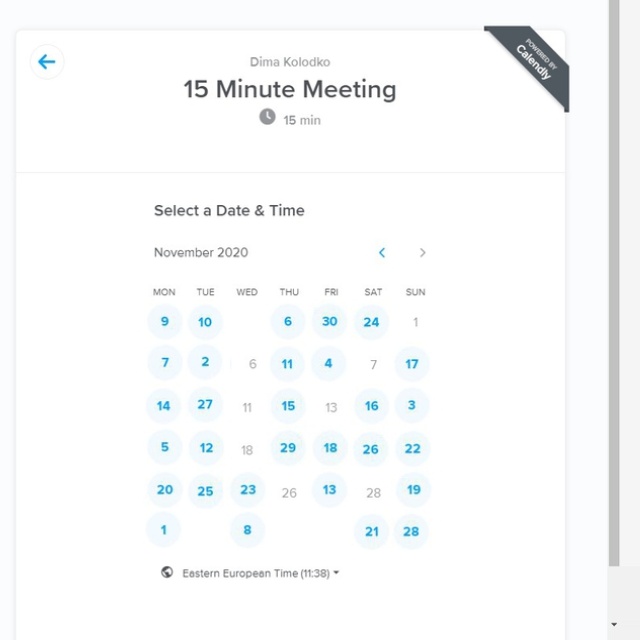 POWERED BY
Calendly
Dima Kolodko
15 Minute Meeting
15 min
Select a Date & Time
November 2020
MON TUE WED THU FRI SAT SUN
9 10 6 30 24 1
7 2 6 11 4 7 17
14 27 11 15 13 16 3
5 12 18 29 18 26 22
20 25 23 26 13 28 19
1 8 21 28
Eastern European Time (11:38)